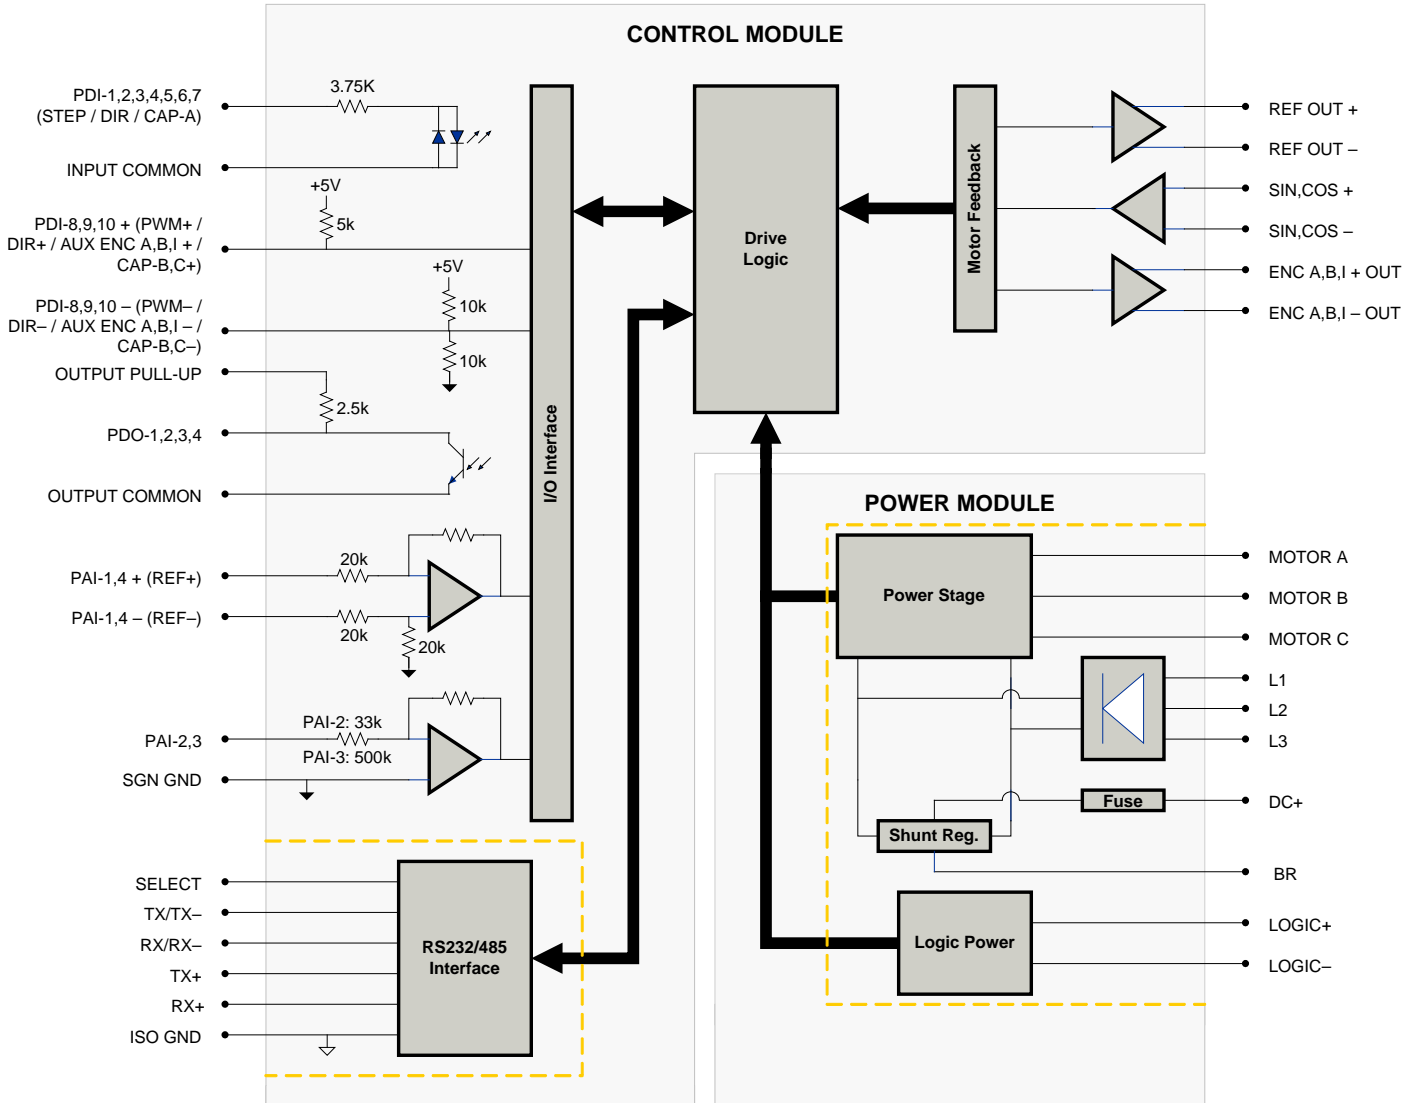 CONTROL MODULE
PDI-1,2,3,4,5,6,7
(STEP / DIR / CAP-A)
3.75K
INPUT COMMON
+5V
5k
PDI-8,9,10 + (PWM+ /
DIR+ / AUX ENC A,B,I + /
CAP-B,C+)
+5V
10k
PDI-8,9,10 – (PWM– /
DIR– / AUX ENC A,B,I – /
CAP-B,C–)
10k
OUTPUT PULL-UP
2.5k
PDO-1,2,3,4
OUTPUT COMMON
PAI-1,4 + (REF+)
20k
PAI-1,4 – (REF–)
20k
20k
PAI-2,3
PAI-2: 33k
PAI-3: 500k
SGN GND
I/O Interface
Drive
Logic
Motor Feedback
REF OUT +
REF OUT –
SIN,COS +
SIN,COS –
ENC A,B,I + OUT
ENC A,B,I – OUT
SELECT
TX/TX–
RX/RX–
TX+
RX+
ISO GND
RS232/485
Interface
POWER MODULE
Power Stage
MOTOR A
MOTOR B
MOTOR C
L1
L2
L3
Fuse
DC+
Shunt Reg.
BR
Logic Power
LOGIC+
LOGIC–